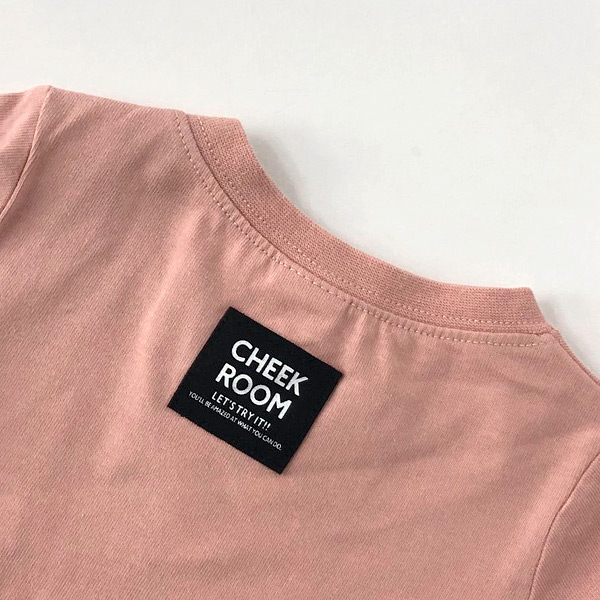 CHEEK
ROOM
LET'S TRY IT!!
YOU'LL BE AMAZED AT WHAT YOU CAN DO.